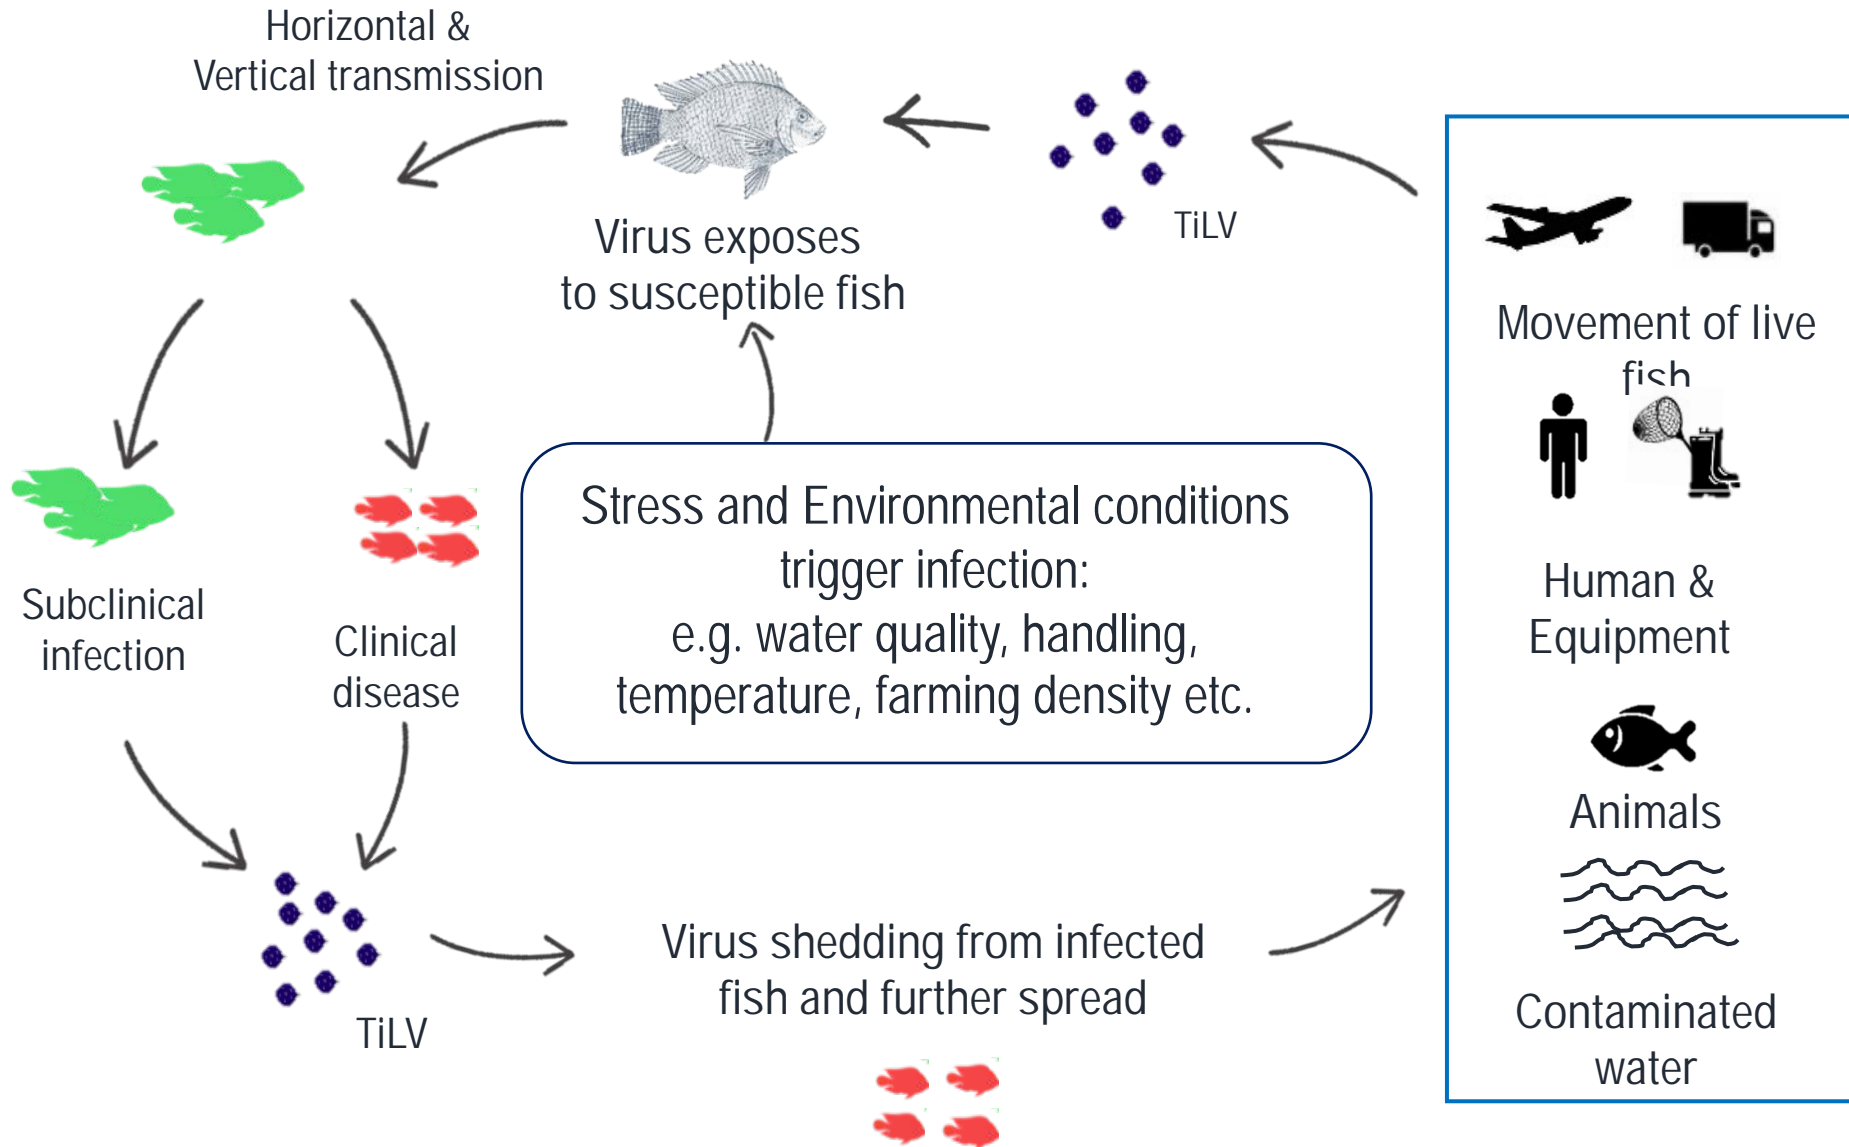 Horizontal &
Vertical transmission
Virus exposes
to susceptible fish
TiLV
Movement of live
fish
Human &
Equipment
Animals
Contaminated
water
Stress and Environmental conditions
trigger infection:
e.g. water quality, handling,
temperature, farming density etc.
Subclinical
infection
Clinical
disease
TiLV
Virus shedding from infected
fish and further spread